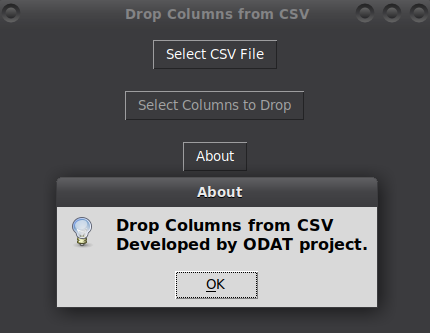 Drop Columns from CSV
Select CSV File
Select Columns to Drop
About
About
Drop Columns from CSV
Developed by ODAT project.
OK